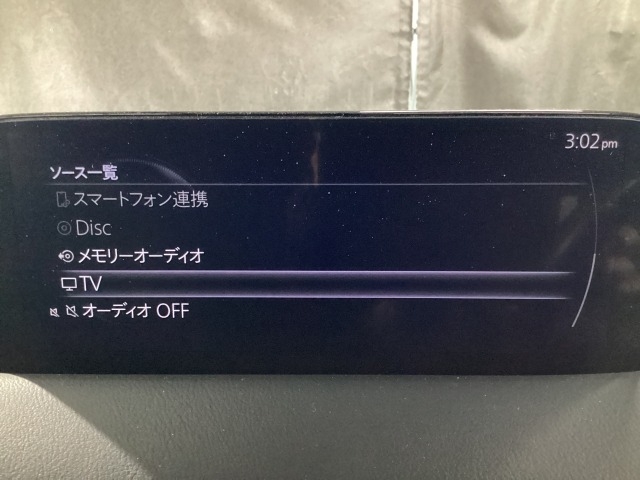 3:02pm
ソース一覧
スマートフォン連携
Disc
メモリーオーディオ
TV
オーディオ OFF